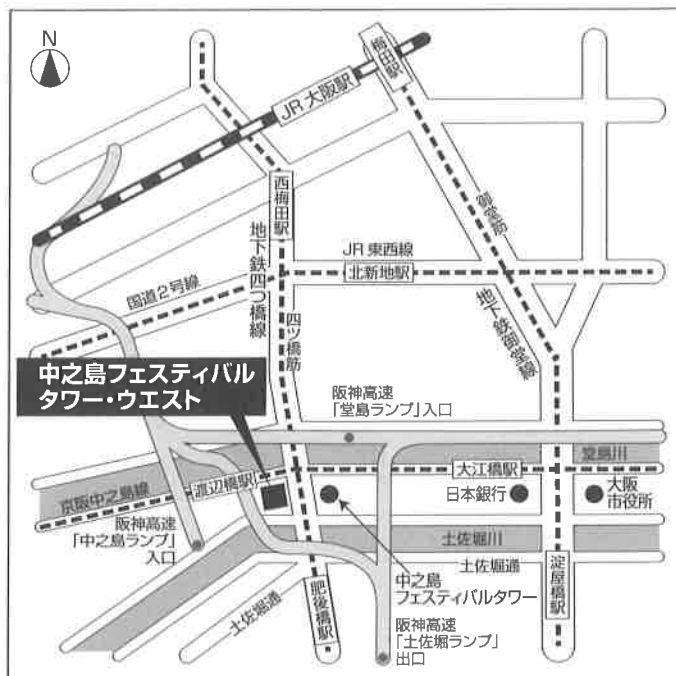 N
梅田駅
JR 大阪駅
西梅田駅
御堂筋
地下鉄四つ橋線
JR 東西線
北新地駅
国道2号線
四ツ橋筋
地下鉄御堂線
中之島フェスティバル
タワー・ウエスト
阪神高速
「堂島ランプ」入口
堂島川
大江橋駅
渡辺橋駅
京阪中之島線
日本銀行
大阪
市役所
阪神高速
「中之島ランプ」
入口
土佐堀川
土佐堀通
中之島
フェスティバルタワー
淀屋橋駅
肥後橋駅
土佐堀通
阪神高速
「土佐堀ランプ」
出口